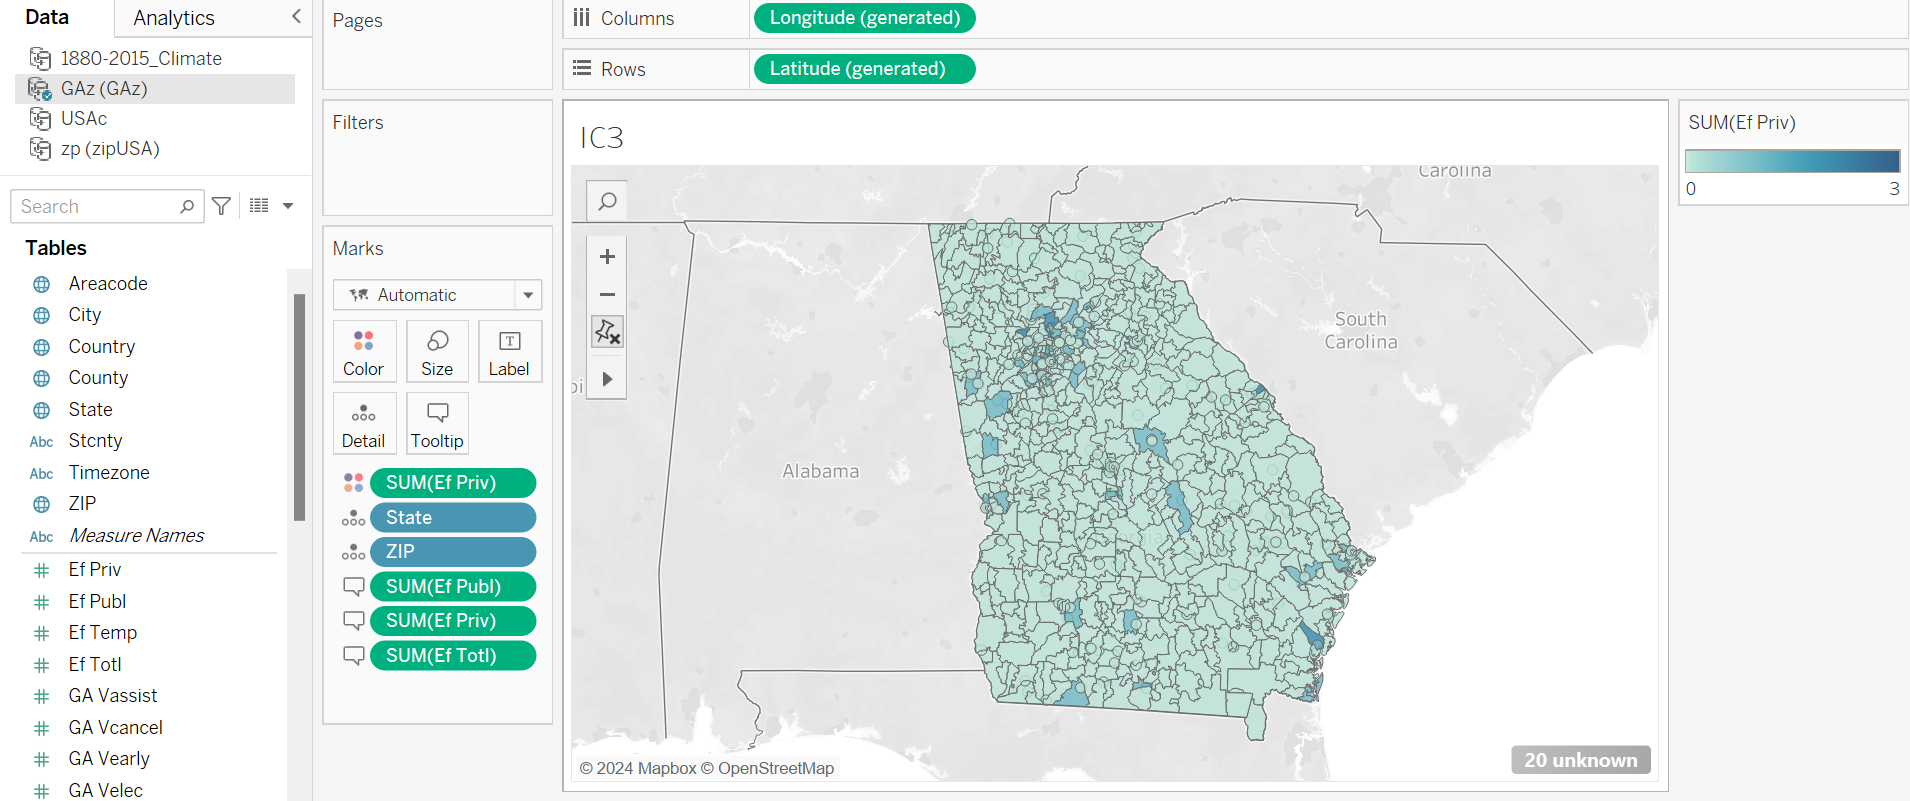 Data
Analytics
1880-2015_Climate
GAz (GAz)
USAc
zp (zipUSA)
Search
Tables
Areacode
City
Country
County
State
Abc Stcnty
Abc Timezone
ZIP
Abc Measure Names
# Ef Priv
# Ef Publ
# Ef Temp
# Ef Totl
# GA Vassist
# GA Vcancel
# GA Vearly
# GA Velec
Pages
Filters
Marks
Automatic
Color Size Label
Detail Tooltip
SUM(Ef Priv)
State
ZIP
SUM(Ef Publ)
SUM(Ef Priv)
SUM(Ef Totl)
Columns Longitude (generated)
Rows Latitude (generated)
IC3
Carolina
South
Carolina
Alabama
© 2024 Mapbox © OpenStreetMap
20 unknown
SUM(Ef Priv)
0 3